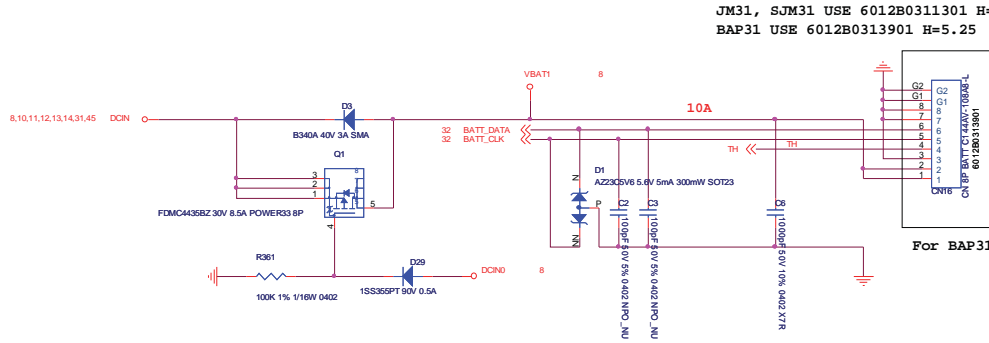 JM31, SJM31 USE 6012B0311301 H=
BAP31 USE 6012B0313901 H=5.25
VBAT1
8
8,10,11,12,13,14,31,45 DCIN
D3
B340A 40V 3A SMA
10A
32 BATT_DATA
32 BATT_CLK
TH
TH
Q1
3
2
1
5
4
FDMC4435BZ 30V 8.5A POWER33 8P
D1
AZ23C5V6 5.6V 5mA 300mW SOT23
N
P
NN
C2
1000pF 50V 5% 0402 NPO_NU
C3
1000pF 50V 5% 0402 NPO_NU
C6
1000pF 50V 10% 0402 X7R
G2 G2
G1 G1
8 8
7 7
6 6
5 5
4 4
3 3
2 2
1 1
CN16
CN 8P BATT C144AV-108A8-L
6012B0313901
For BAP31
R361
100K 1% 1/16W 0402
D29
1SS355PT 90V 0.5A
DCIN0 8